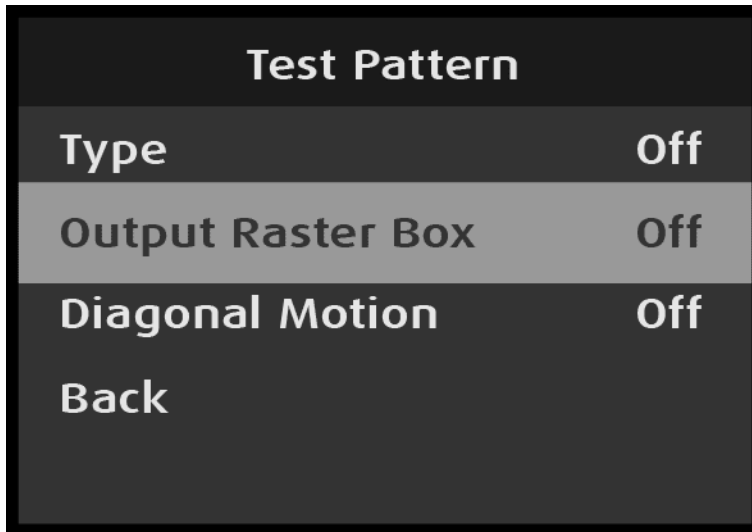 Test Pattern
Type Off
Output Raster Box Off
Diagonal Motion Off
Back